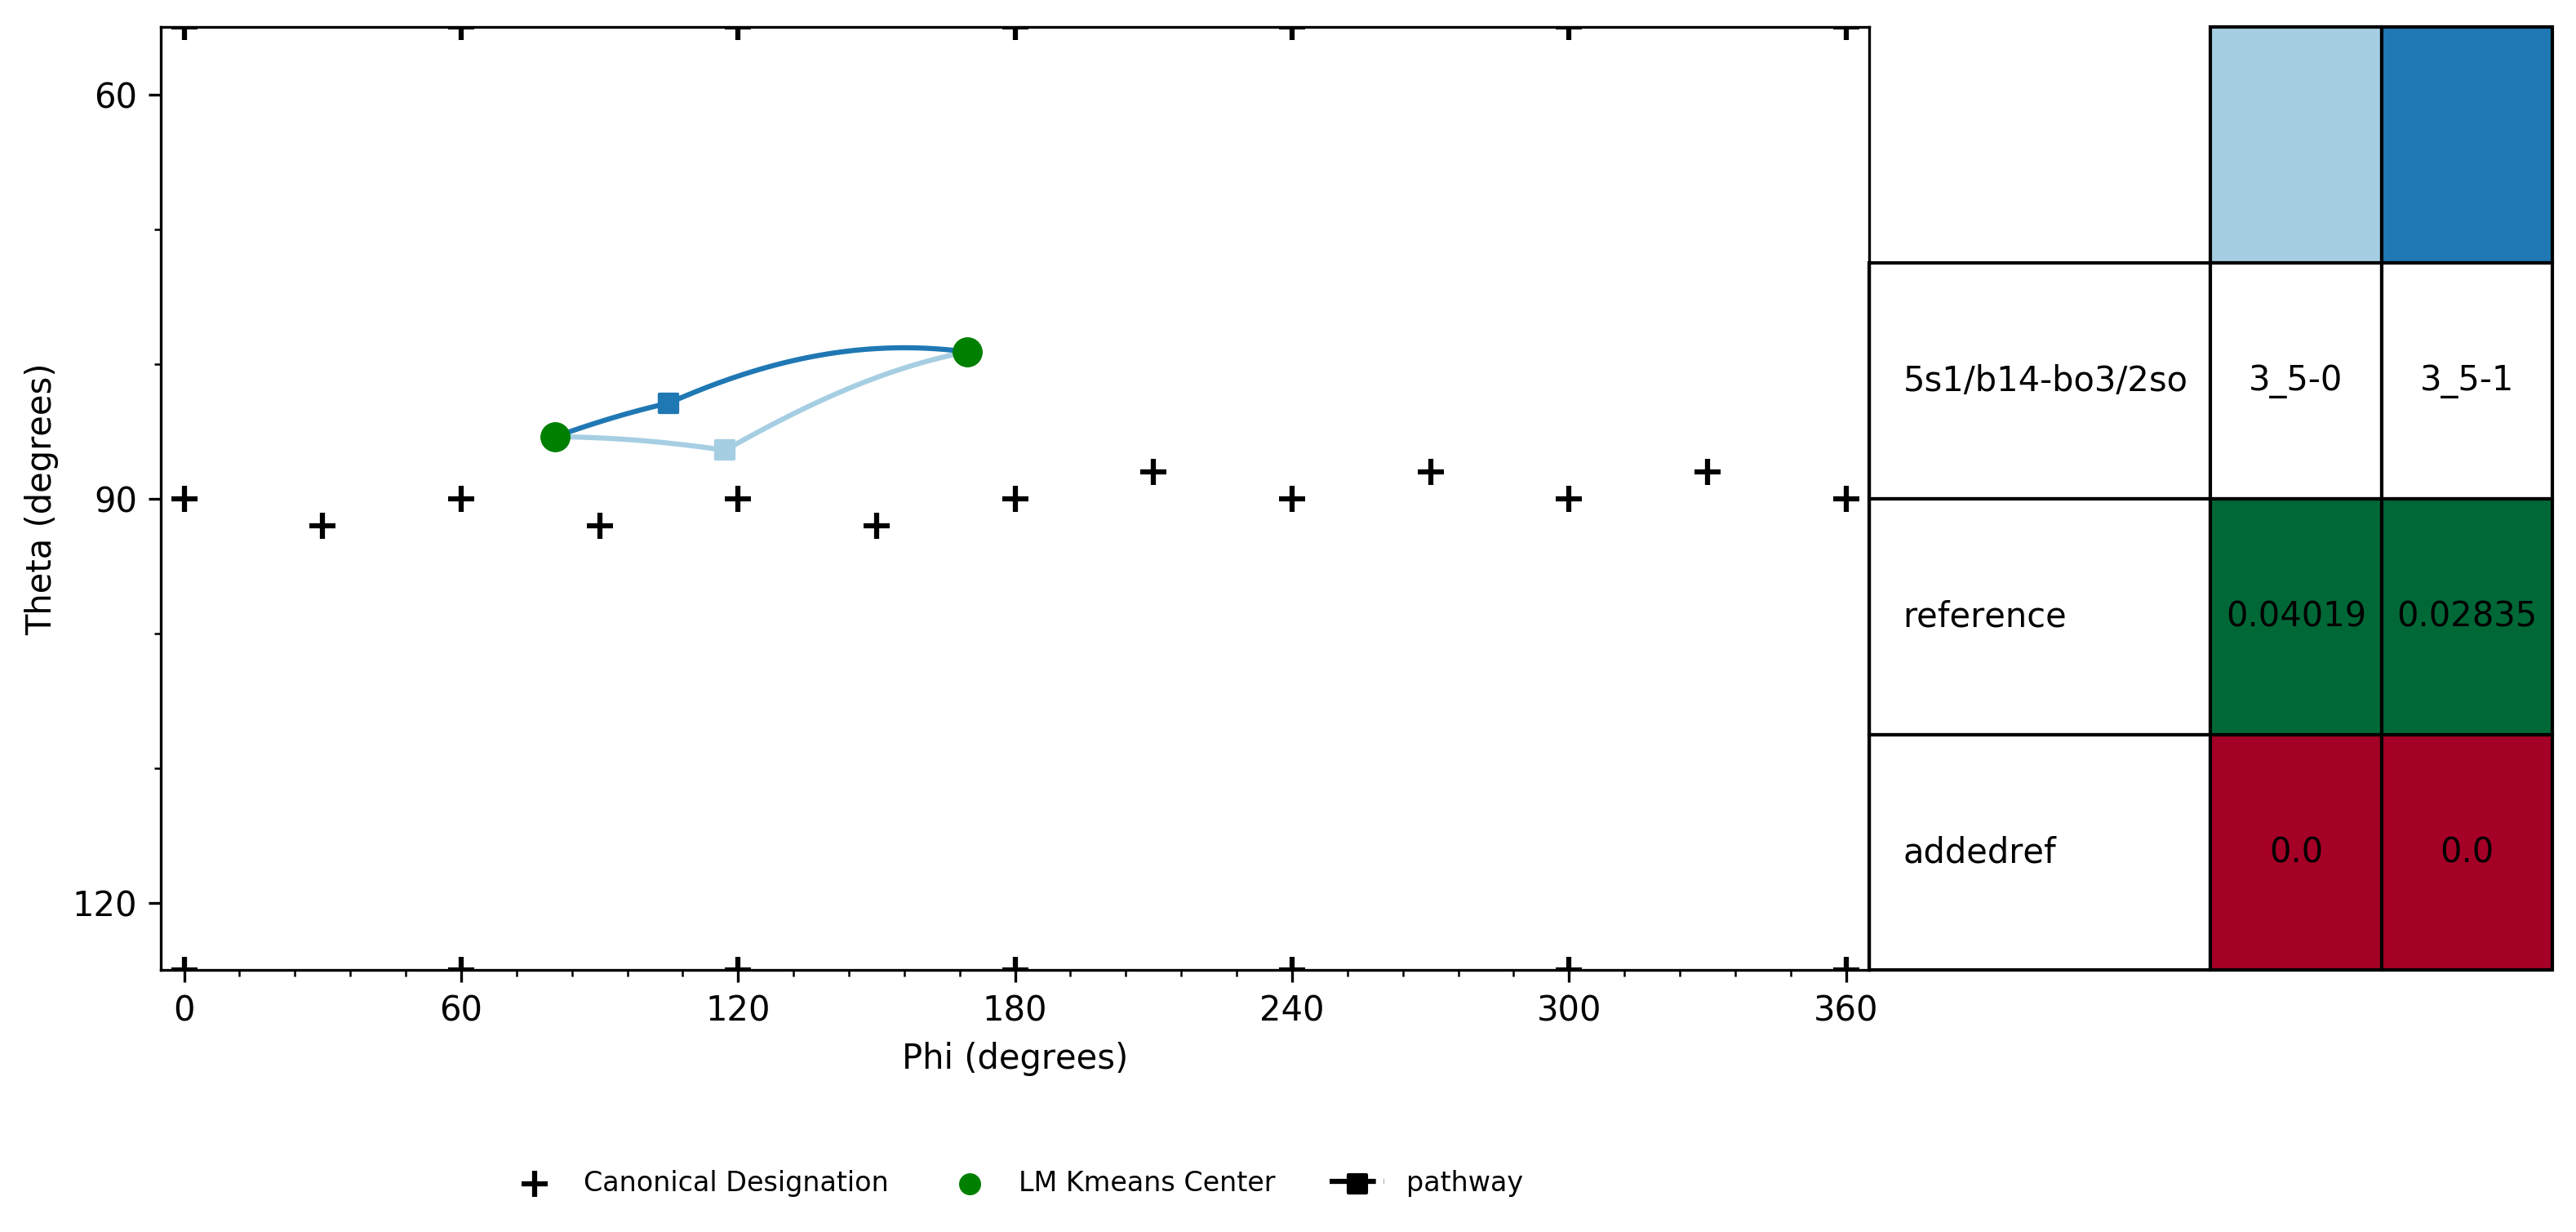 60
90
120
Theta (degrees)
0 60 120 180 240 300 360
Phi (degrees)
5s1/b14-bo3/2so 3_5-0 3_5-1
reference 0.04019 0.02835
addedref 0.0 0.0
Canonical Designation LM Kmeans Center pathway